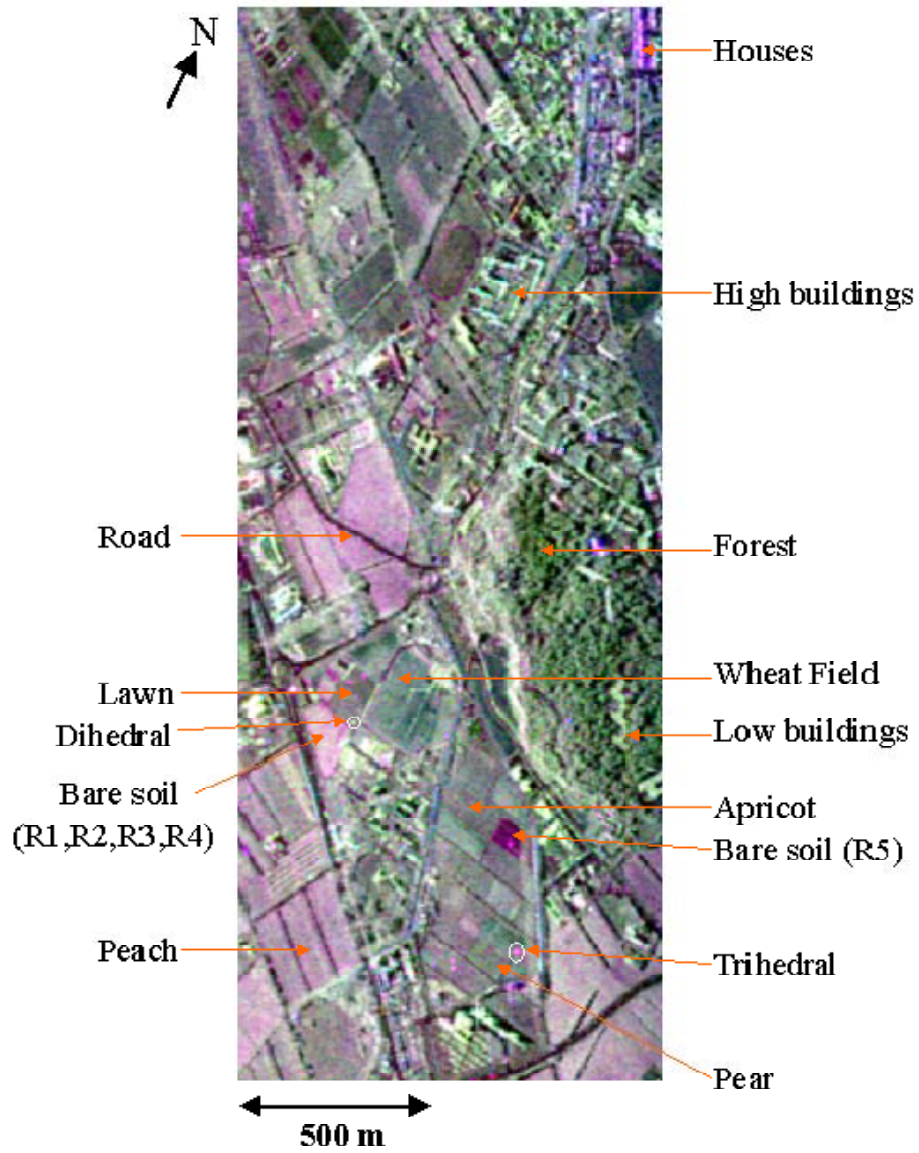 N
Houses
High buildings
Road
Forest
Wheat Field
Lawn
Dihedral
Low buildings
Bare soil
(R1,R2,R3,R4)
Apricot
Bare soil (R5)
Peach
Trihedral
Pear
500 m